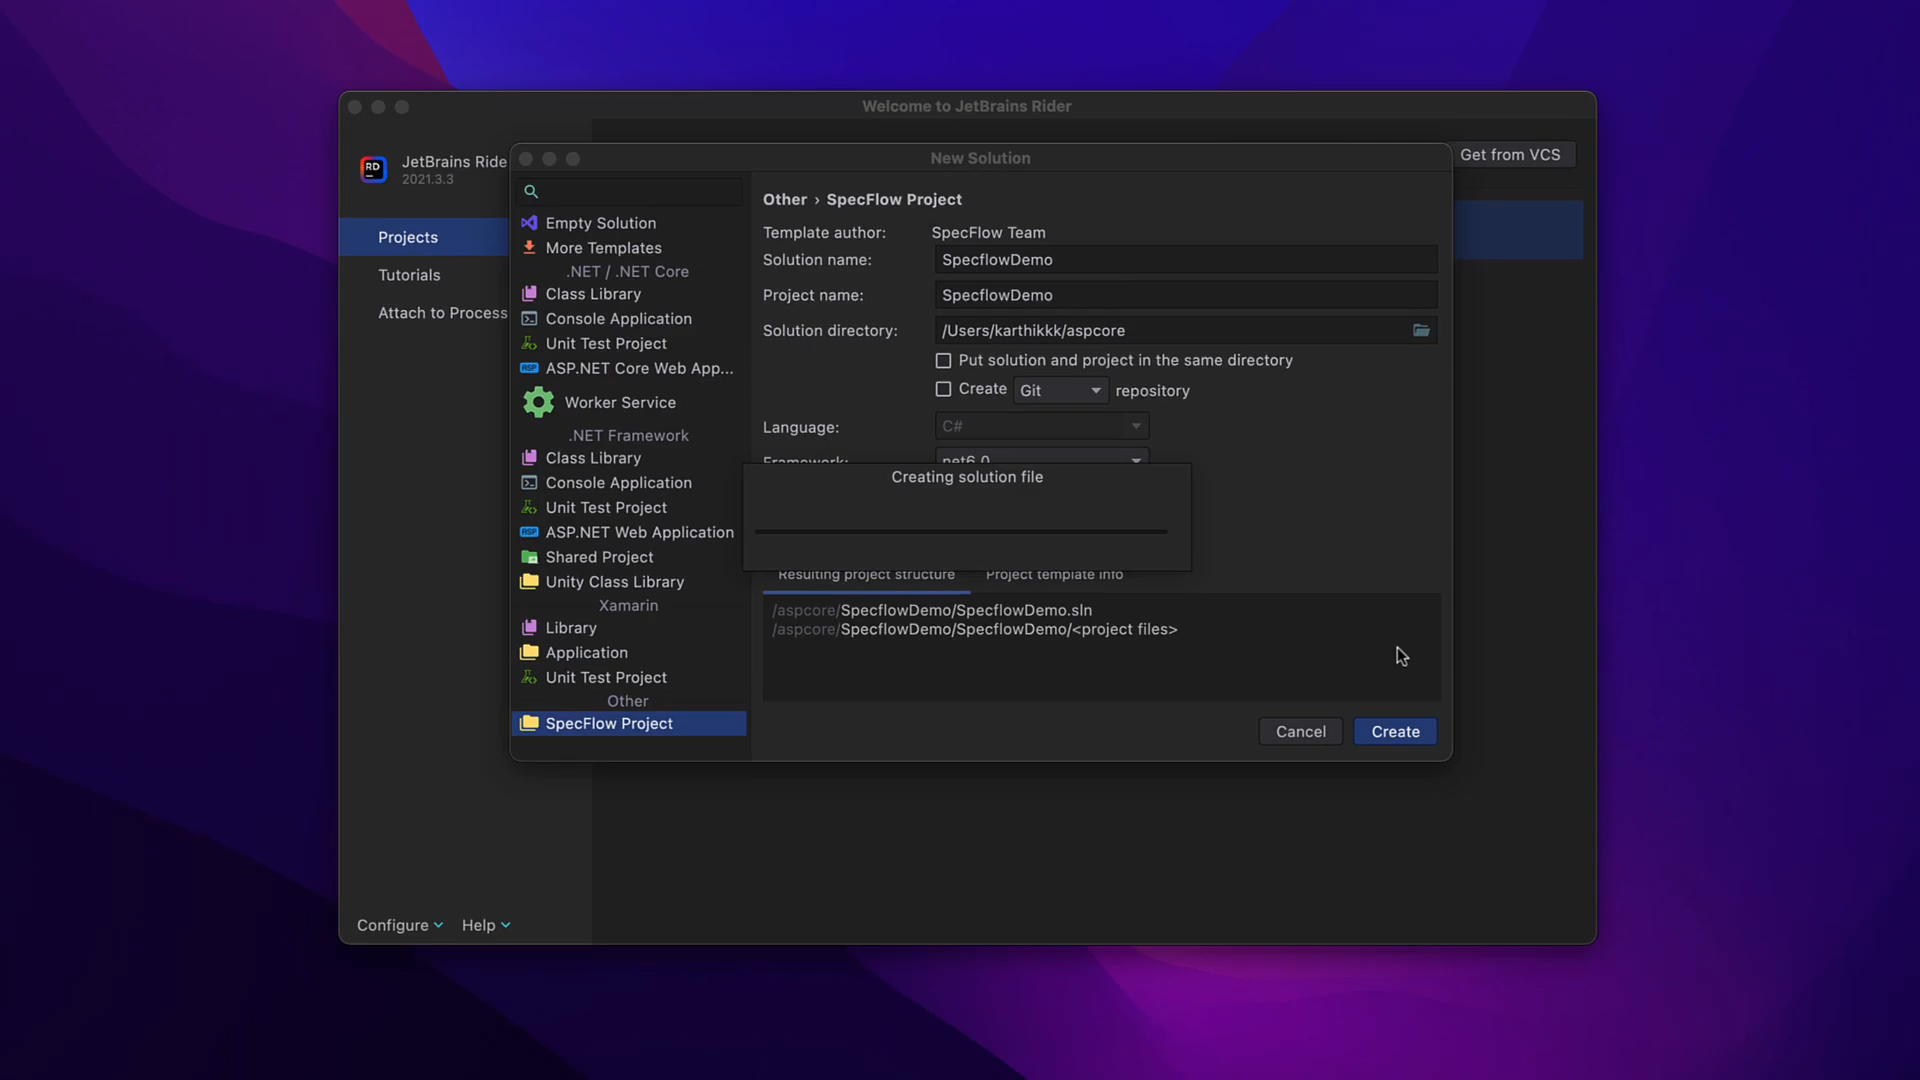 Welcome to JetBrains Rider
RD
JetBrains Ride
2021.3.3
Get from VCS
Projects
Tutorials
Attach to Process
New Solution
Empty Solution
More Templates
.NET / .NET Core
Class Library
Console Application
Unit Test Project
ASP.NET Core Web App...
Worker Service
.NET Framework
Class Library
Console Application
Unit Test Project
ASP.NET Web Application
Shared Project
Unity Class Library
Xamarin
Library
Application
Unit Test Project
Other
SpecFlow Project
Other › SpecFlow Project
Template author: SpecFlow Team
Solution name: SpecflowDemo
Project name: SpecflowDemo
Solution directory: /Users/karthikkk/aspcore
Put solution and project in the same directory
Create Git repository
Language: C#
Framework: net6.0
Creating solution file
Resulting project structure Project template info
/aspcore/SpecflowDemo/SpecflowDemo.sln
/aspcore/SpecflowDemo/SpecflowDemo/<project files>
Cancel Create
Configure Help